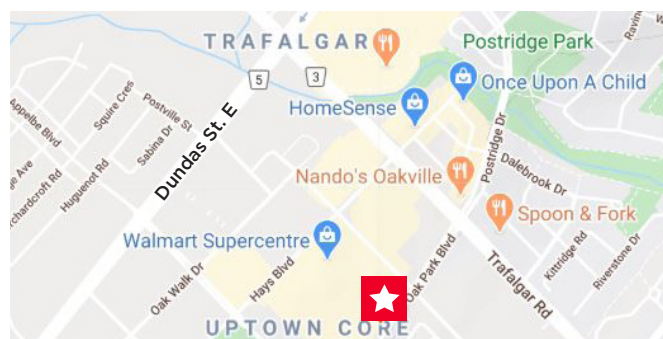 TRAFALGAR
Postridge Park
5
3
Once Upon A Child
HomeSense
Appelbe Blvd
Squire Cres
Postville St
Sabina Dr
Dundas St. E
Huguenot Rd
Postridge Dr
Dalebrook Dr
Nando's Oakville
Spoon & Fork
Walmart Supercentre
Oak Walk Dr
Hays Blvd
Oak Park Blvd
Trafalgar Rd
Kittridge Rd
Riverstone Dr
UPTOWN CORE